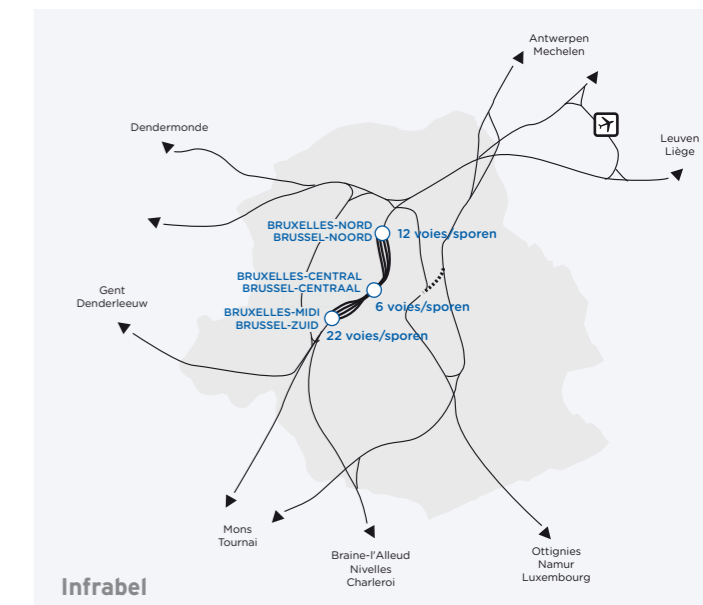 Antwerpen
Mechelen
Dendermonde
Leuven
Liège
BRUXELLES-NORD
BRUSSEL-NOORD
12 voies/sporen
BRUXELLES-CENTRAL
BRUSSEL-CENTRAAL
6 voies/sporen
Gent
Denderleeuw
BRUXELLES-MIDI
BRUSSEL-ZUID
22 voies/sporen
Mons
Tournai
Braine-l'Alleud
Nivelles
Charleroi
Ottignies
Namur
Luxembourg
Infrabel